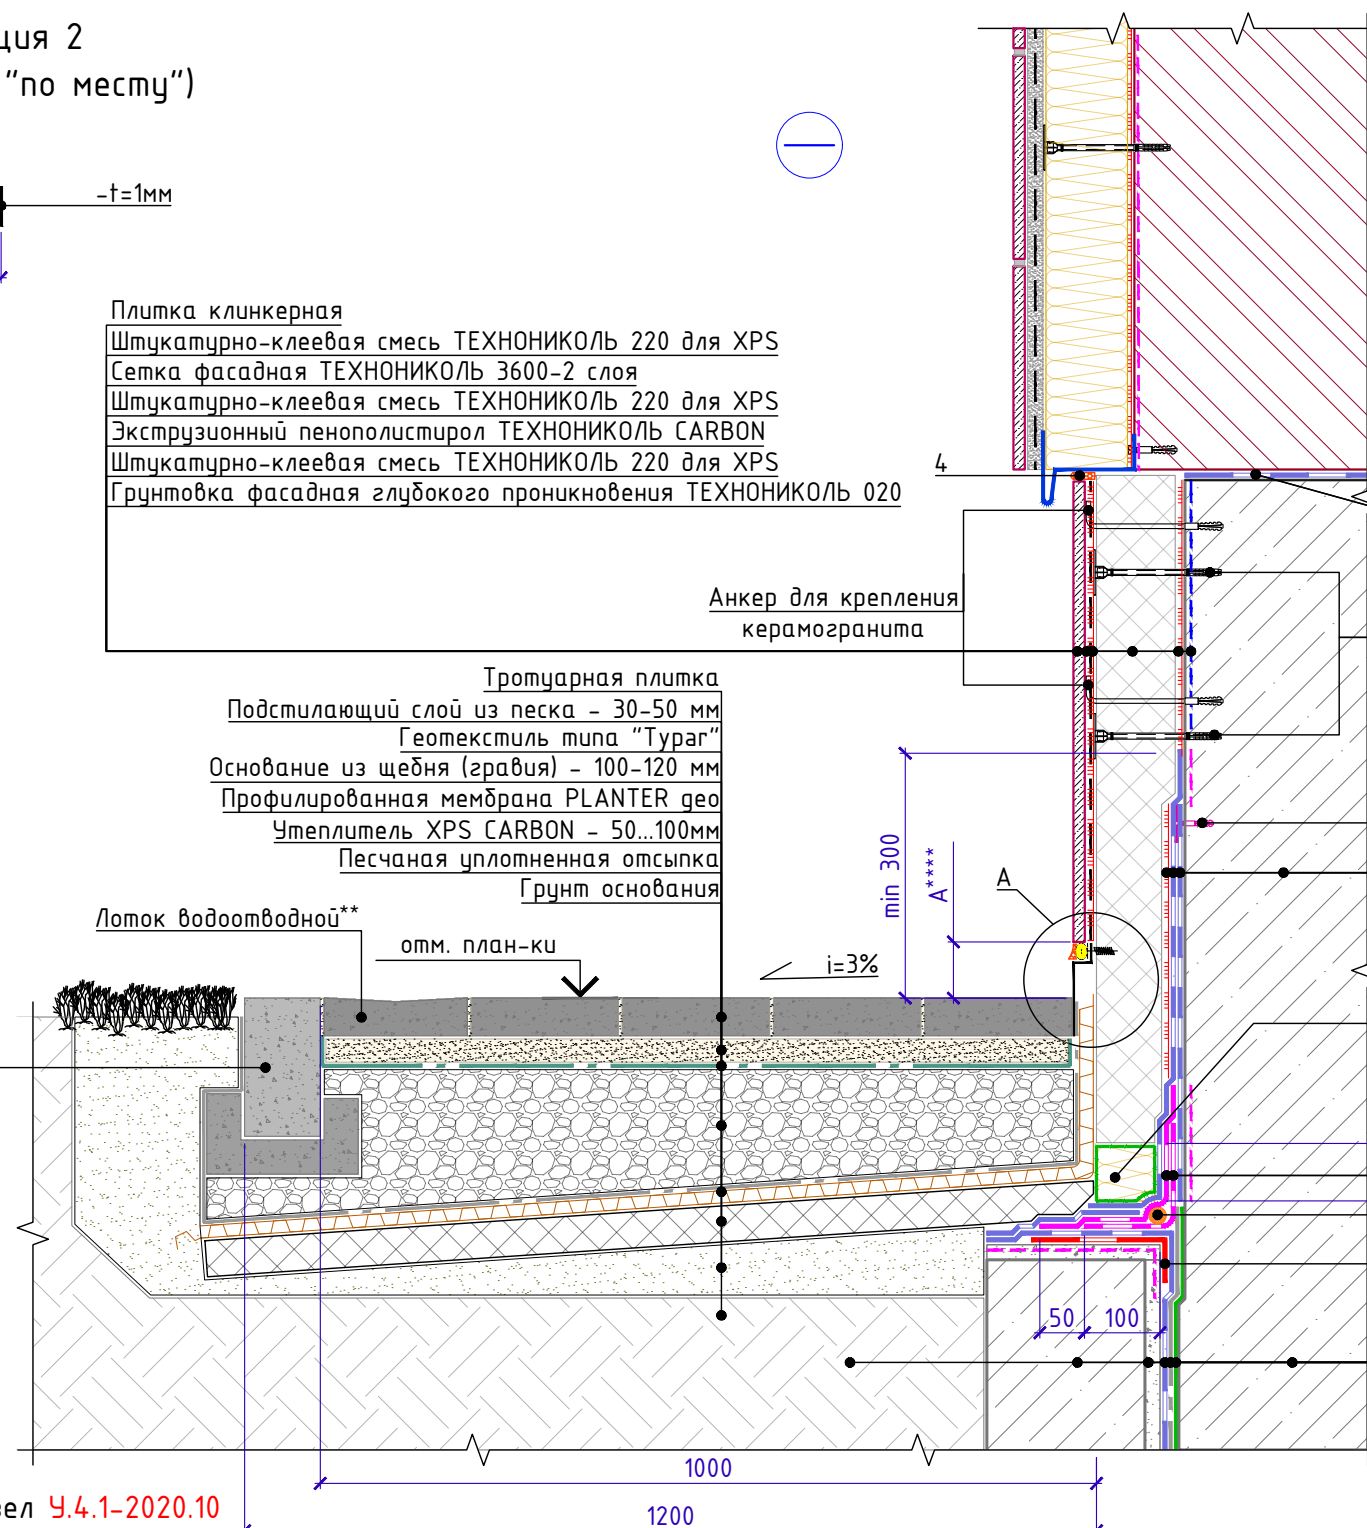 ция 2
"по месту")
-t=1мм
Плитка клинкерная
Штукатурно-клеевая смесь ТЕХНОНИКОЛЬ 220 для XPS
Сетка фасадная ТЕХНОНИКОЛЬ 3600-2 слоя
Штукатурно-клеевая смесь ТЕХНОНИКОЛЬ 220 для XPS
Экструзионный пенополистирол ТЕХНОНИКОЛЬ CARBON
Штукатурно-клеевая смесь ТЕХНОНИКОЛЬ 220 для XPS
Грунтовка фасадная глубокого проникновения ТЕХНОНИКОЛЬ 020
4
Анкер для крепления
керамогранита
Тротуарная плитка
Подстилающий слой из песка - 30-50 мм
Геотекстиль типа "Typar"
Основание из щебня (гравия) - 100-120 мм
Профилированная мембрана PLANTER geo
Утеплитель XPS CARBON - 50...100мм
Песчаная уплотненная отсыпка
Грунт основания
min 300
А****
А
Лоток водоотводной**
отм. план-ки
i=3%
50
100
1000
1200
зел У.4.1-2020.10